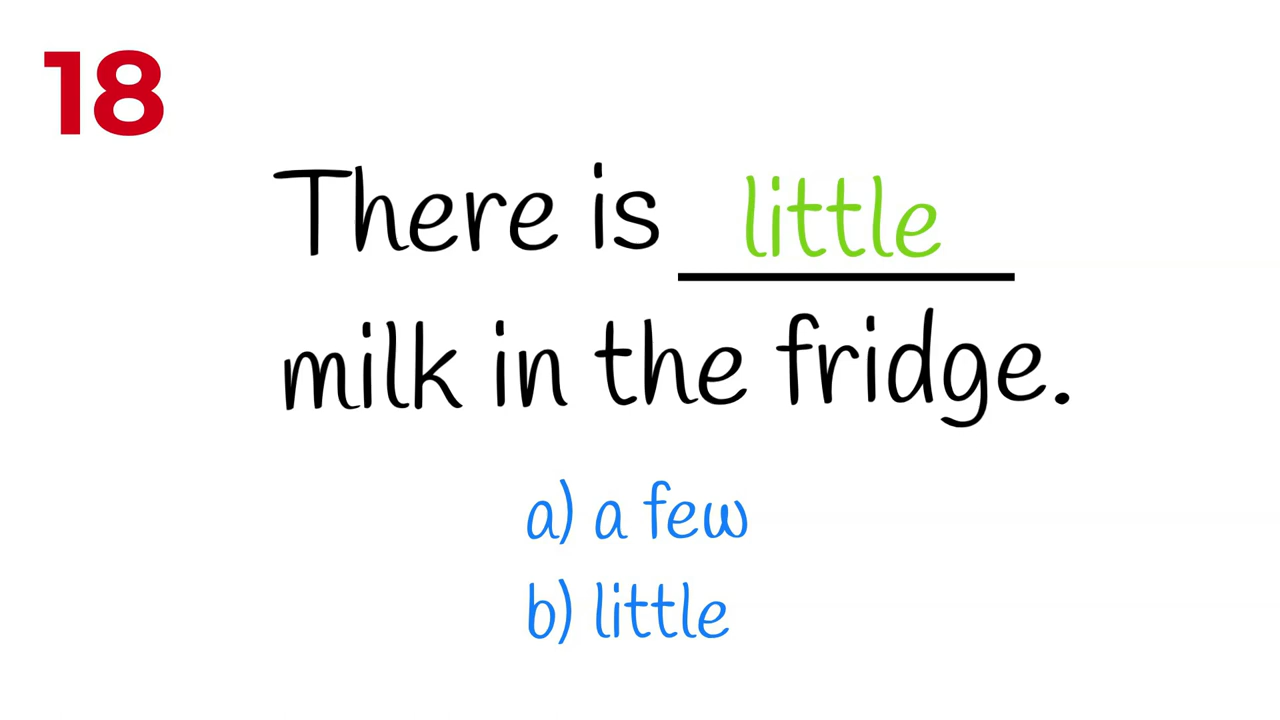 18
There is little
milk in the fridge.
a) a few
b) little